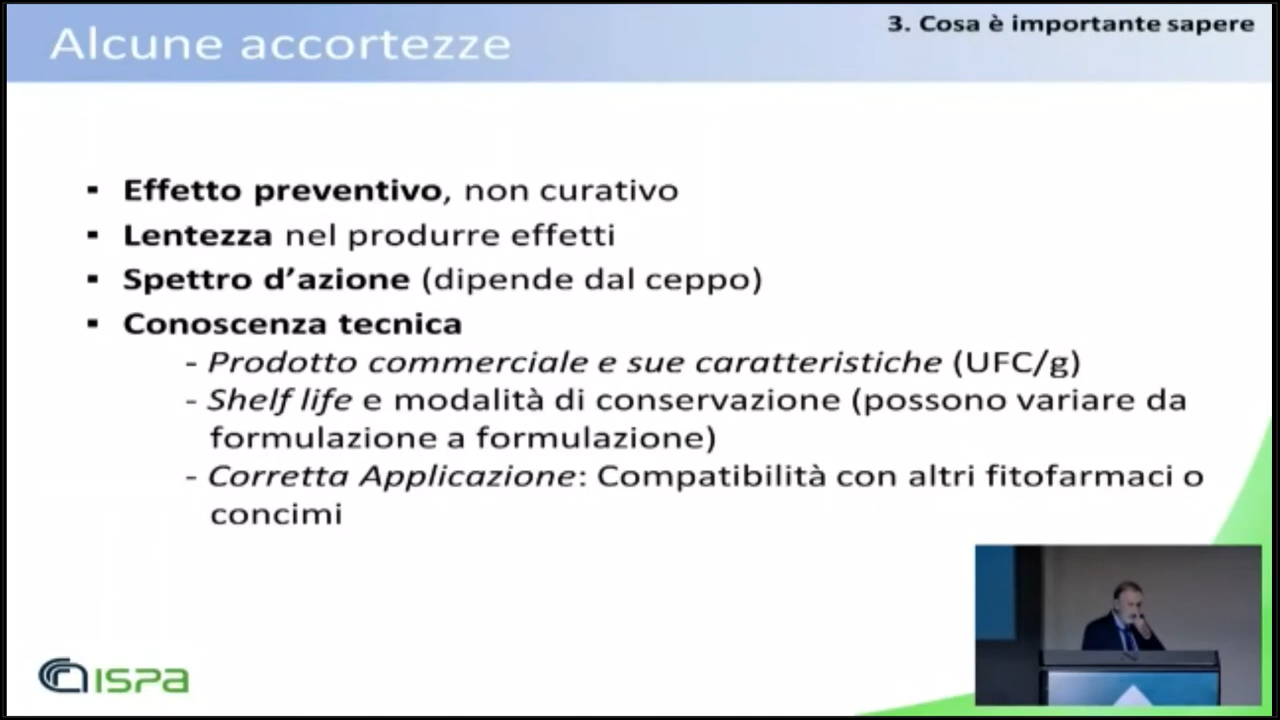 3. Cosa è importante sapere
Alcune accortezze
▪ Effetto preventivo, non curativo
▪ Lentezza nel produrre effetti
▪ Spettro d’azione (dipende dal ceppo)
▪ Conoscenza tecnica
- Prodotto commerciale e sue caratteristiche (UFC/g)
- Shelf life e modalità di conservazione (possono variare da
formulazione a formulazione)
- Corretta Applicazione: Compatibilità con altri fitofarmaci o
concimi
ISPA